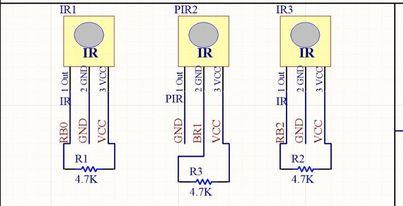 IR1
PIR2
IR3
IR
IR
IR
1 Out
2 GND
3 VCC
1 Out
2 GND
3 VCC
1 Out
2 GND
3 VCC
IR
PIR
IR
RB0
GND
VCC
GND
BR1
VCC
RB2
GND
VCC
R1
4.7K
R3
4.7K
R2
4.7K